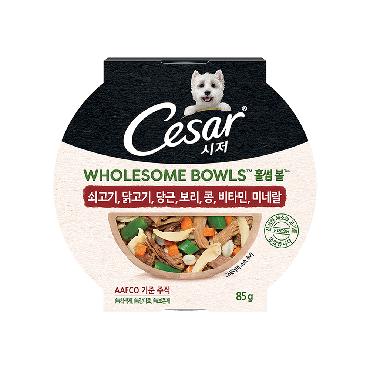 Cesar®
시저
WHOLESOME BOWLS™ 홀썸 볼™
쇠고기, 닭고기, 당근, 보리, 콩, 비타민, 미네랄
AAFCO 기준 주식
85g